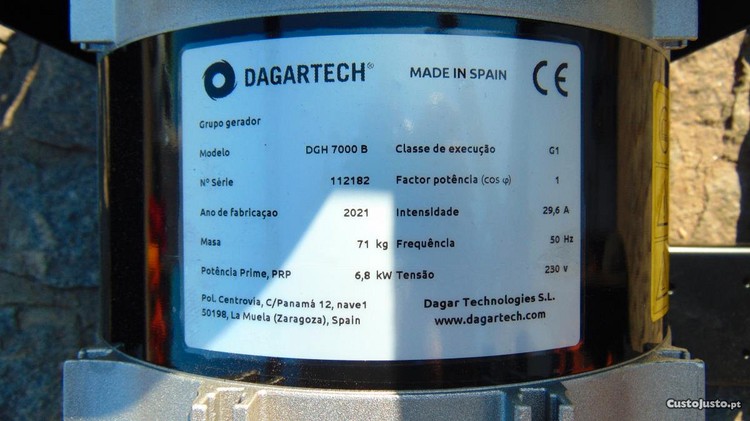 DAGARTECH® MADE IN SPAIN CE
Grupo gerador
Modelo DGH 7000 B Classe de execução G1
Nº Série 112182 Factor potência (cos φ) 1
Ano de fabricaçao 2021 Intensidade 29,6 A
Masa 71 kg Frequência 50 Hz
Potência Prime, PRP 6,8 kW Tensão 230 V
Pol. Centrovia, C/Panamá 12, nave1 Dagar Technologies S.L.
50198, La Muela (Zaragoza), Spain www.dagartech.com
CustoJusto.pt